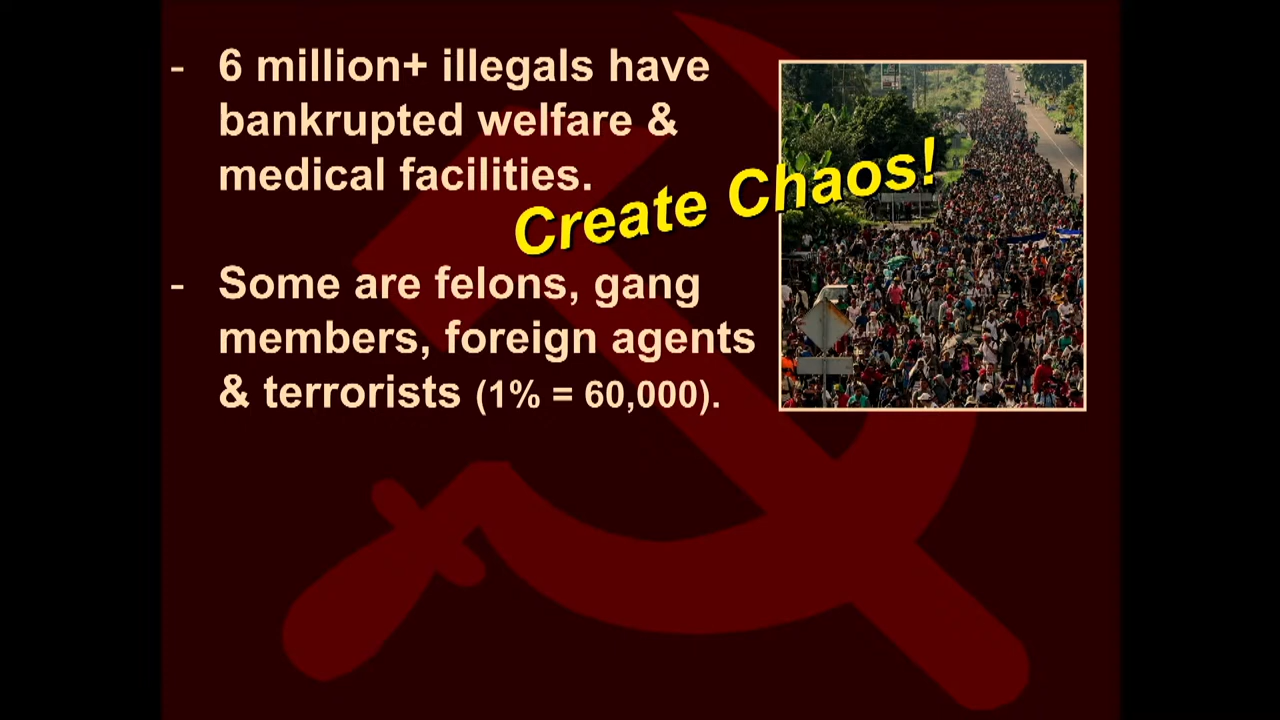 - 6 million+ illegals have
bankrupted welfare &
medical facilities.
Create Chaos!
- Some are felons, gang
members, foreign agents
& terrorists (1% = 60,000).